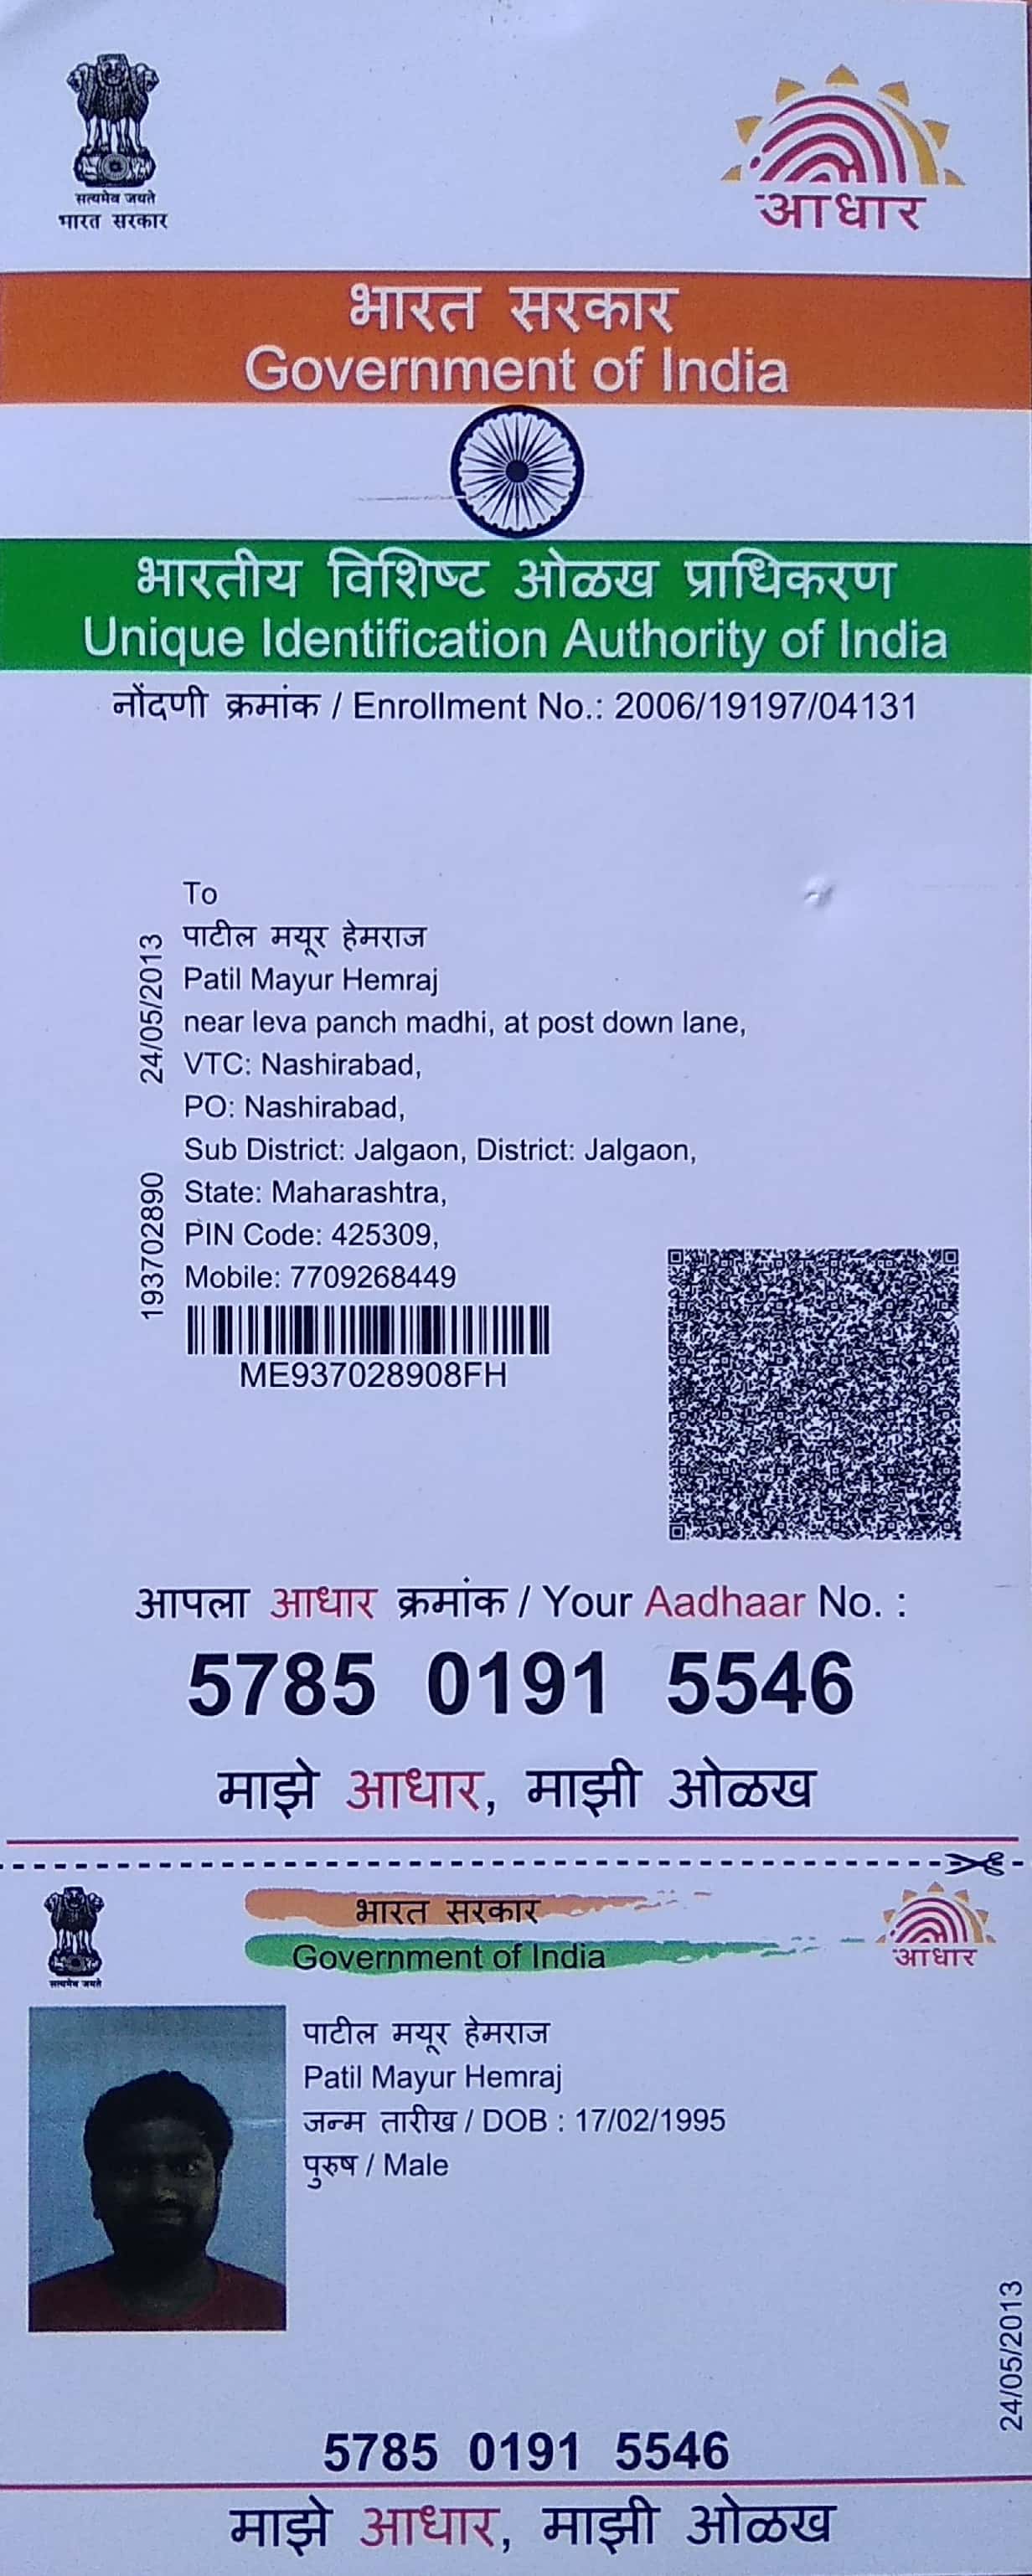 सत्यमेव जयते
भारत सरकार
आधार
भारत सरकार
Government of India
भारतीय विशिष्ट ओळख प्राधिकरण
Unique Identification Authority of India
नोंदणी क्रमांक / Enrollment No.: 2006/19197/04131
To
पाटील मयूर हेमराज
Patil Mayur Hemraj
near leva panch madhi, at post down lane,
VTC: Nashirabad,
PO: Nashirabad,
Sub District: Jalgaon, District: Jalgaon,
State: Maharashtra,
PIN Code: 425309,
Mobile: 7709268449
24/05/2013
193702890
ME937028908FH
आपला आधार क्रमांक / Your Aadhaar No. :
5785 0191 5546
माझे आधार, माझी ओळख
सत्यमेव जयते
भारत सरकार
Government of India
आधार
पाटील मयूर हेमराज
Patil Mayur Hemraj
जन्म तारीख / DOB : 17/02/1995
पुरुष / Male
24/05/2013
5785 0191 5546
माझे आधार, माझी ओळख